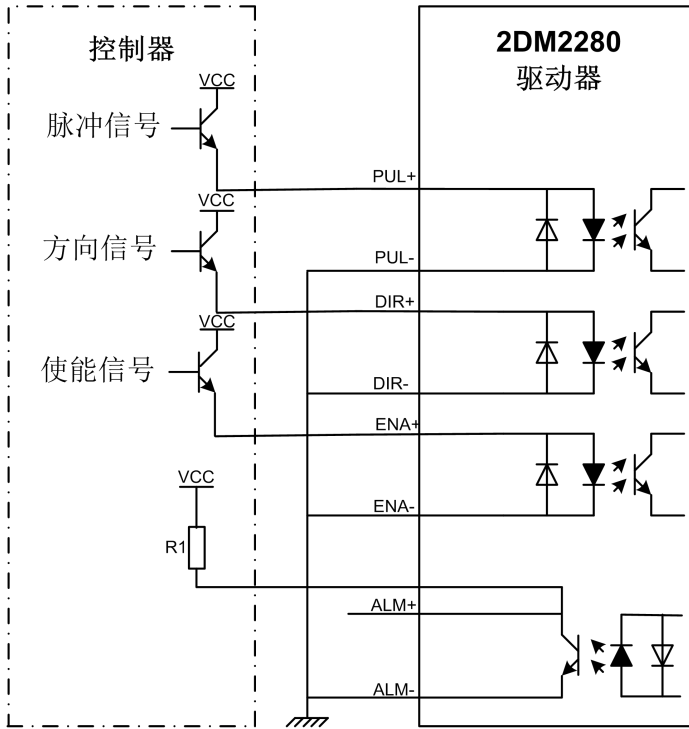 控制器
2DM2280
驱动器
VCC
脉冲信号
PUL+
VCC
方向信号
PUL-
DIR+
VCC
使能信号
DIR-
ENA+
VCC
ENA-
R1
ALM+
ALM-